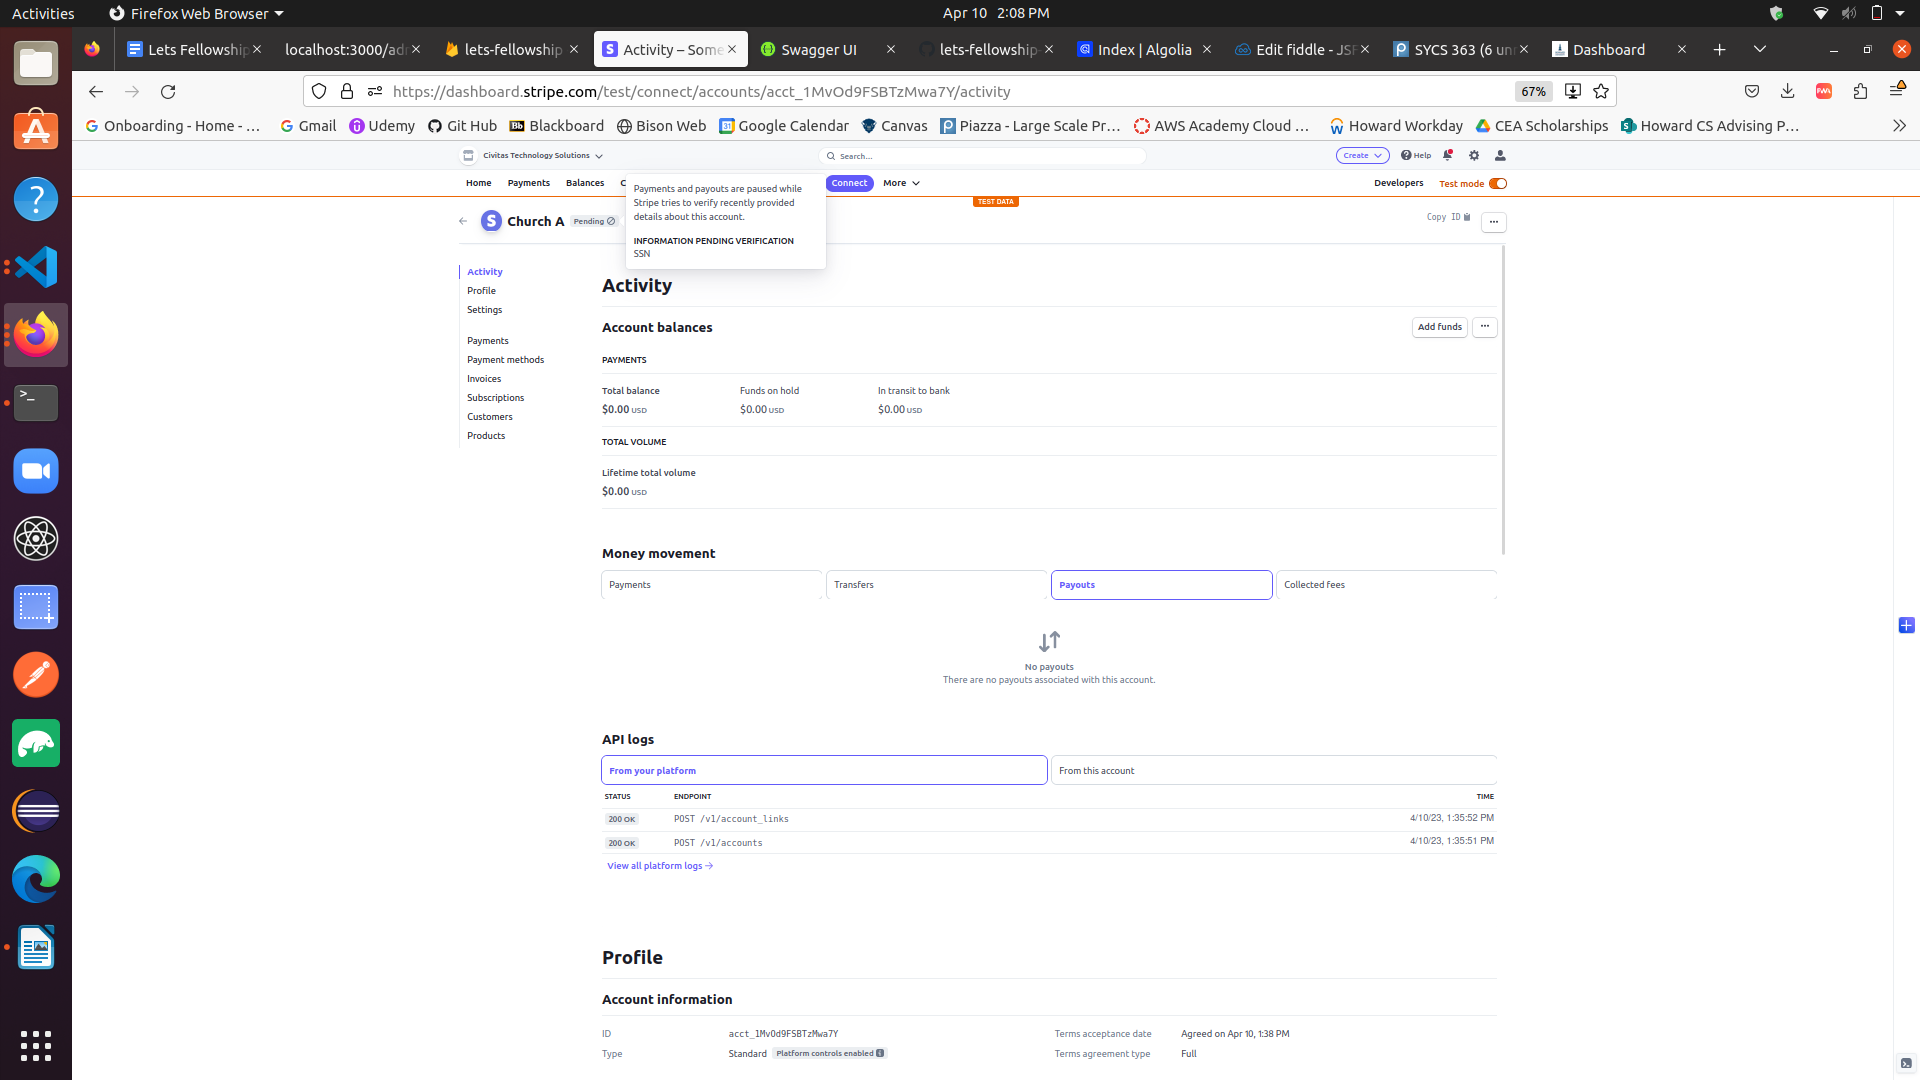 Activities
Firefox Web Browser
Apr 10 2:08 PM
Lets Fellowship
localhost:3000/adr
lets-fellowship
Activity – Some
Swagger UI
lets-fellowship-
Index | Algolia
Edit fiddle - JSF
SYCS 363 (6 unr
Dashboard
https://dashboard.stripe.com/test/connect/accounts/acct_1MvOd9FSBTzMwa7Y/activity
67%
Onboarding - Home - …
Gmail
Udemy
Git Hub
Blackboard
Bison Web
Google Calendar
Canvas
Piazza - Large Scale Pr…
AWS Academy Cloud …
Howard Workday
CEA Scholarships
Howard CS Advising P…
Civitas Technology Solutions
Search...
Create
Help
Home
Payments
Balances
C
Connect
More
Developers
Test mode
TEST DATA
Church A
Pending
Payments and payouts are paused while
Stripe tries to verify recently provided
details about this account.
INFORMATION PENDING VERIFICATION
SSN
Copy ID
Activity
Profile
Settings
Payments
Payment methods
Invoices
Subscriptions
Customers
Products
Activity
Account balances
Add funds
PAYMENTS
Total balance
Funds on hold
In transit to bank
$0.00 USD
$0.00 USD
$0.00 USD
TOTAL VOLUME
Lifetime total volume
$0.00 USD
Money movement
Payments
Transfers
Payouts
Collected fees
No payouts
There are no payouts associated with this account.
API logs
From your platform
From this account
STATUS
ENDPOINT
TIME
200 OK
POST /v1/account_links
4/10/23, 1:35:52 PM
200 OK
POST /v1/accounts
4/10/23, 1:35:51 PM
View all platform logs
Profile
Account information
ID
acct_1MvOd9FSBTzMwa7Y
Terms acceptance date
Agreed on Apr 10, 1:38 PM
Type
Standard
Platform controls enabled
Terms agreement type
Full